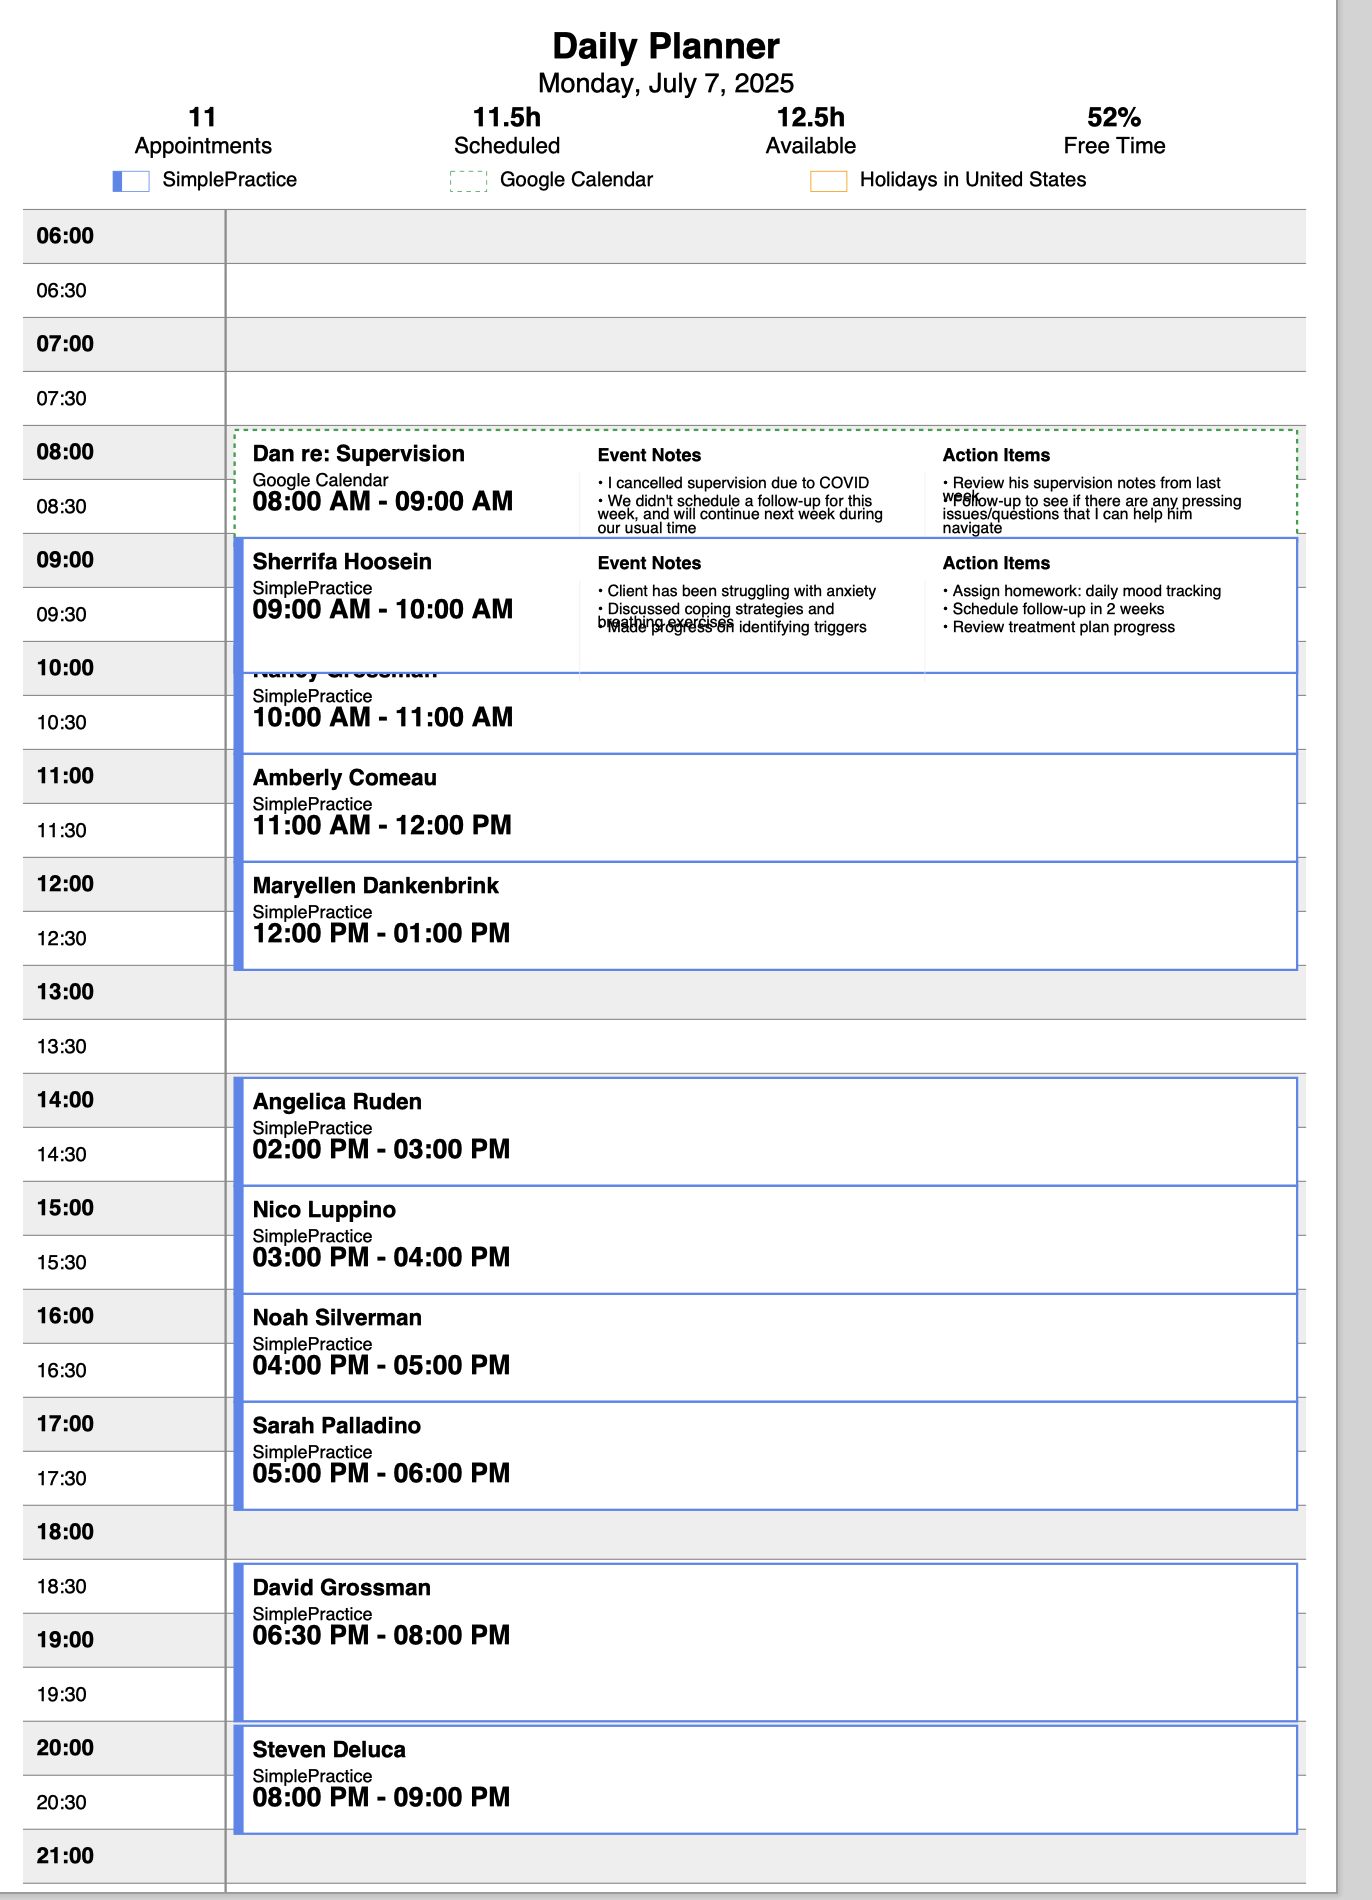 Daily Planner
Monday, July 7, 2025
11 11.5h 12.5h 52%
Appointments Scheduled Available Free Time
SimplePractice Google Calendar Holidays in United States
06:00
06:30
07:00
07:30
08:00
Dan re: Supervision
Google Calendar
08:00 AM - 09:00 AM
Event Notes
• I cancelled supervision due to COVID
• We didn't schedule a follow-up for this
week, and will continue next week during
our usual time
Action Items
• Review his supervision notes from last
week
• Follow-up to see if there are any pressing
issues/questions that I can help him
navigate
08:30
09:00
Sherrifa Hoosein
SimplePractice
09:00 AM - 10:00 AM
Event Notes
• Client has been struggling with anxiety
• Discussed coping strategies and
breathing exercises
• Made progress on identifying triggers
Action Items
• Assign homework: daily mood tracking
• Schedule follow-up in 2 weeks
• Review treatment plan progress
09:30
10:00
Nancy Grossman
SimplePractice
10:00 AM - 11:00 AM
10:30
11:00
Amberly Comeau
SimplePractice
11:00 AM - 12:00 PM
11:30
12:00
Maryellen Dankenbrink
SimplePractice
12:00 PM - 01:00 PM
12:30
13:00
13:30
14:00
Angelica Ruden
SimplePractice
02:00 PM - 03:00 PM
14:30
15:00
Nico Luppino
SimplePractice
03:00 PM - 04:00 PM
15:30
16:00
Noah Silverman
SimplePractice
04:00 PM - 05:00 PM
16:30
17:00
Sarah Palladino
SimplePractice
05:00 PM - 06:00 PM
17:30
18:00
18:30
David Grossman
SimplePractice
06:30 PM - 08:00 PM
19:00
19:30
20:00
Steven Deluca
SimplePractice
08:00 PM - 09:00 PM
20:30
21:00